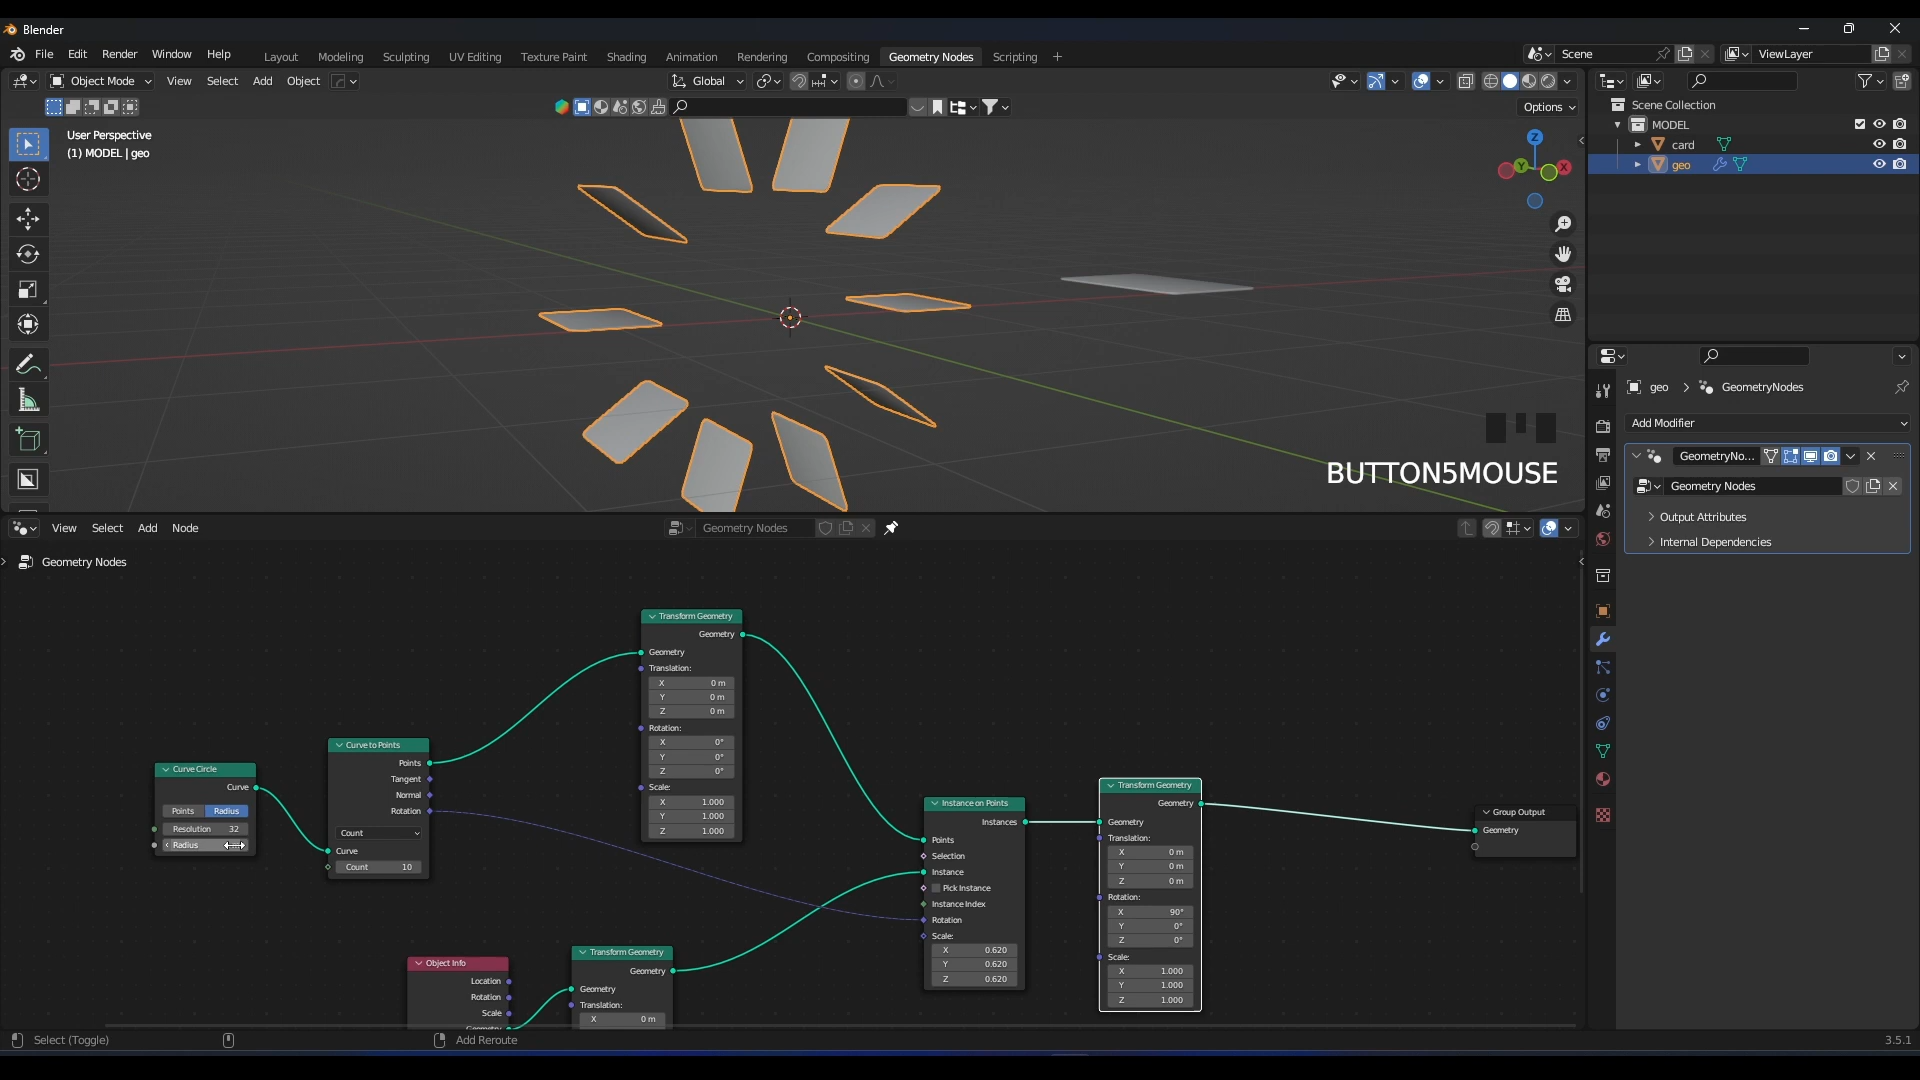 Blender
File Edit Render Window Help
Layout Modeling Sculpting UV Editing Texture Paint Shading Animation Rendering Compositing Geometry Nodes Scripting +
Scene
ViewLayer
Object Mode View Select Add Object
Global
Options
User Perspective
(1) MODEL | geo
Z
Y
X
BUTTON5MOUSE
Scene Collection
MODEL
card
geo
geo > GeometryNodes
Add Modifier
GeometryNo...
Geometry Nodes
Output Attributes
Internal Dependencies
View Select Add Node
Geometry Nodes
Geometry Nodes
Curve Circle
Curve
Points Radius
Resolution 32
Radius
Curve to Points
Points
Tangent
Normal
Rotation
Count
Curve
Count 10
Transform Geometry
Geometry
Geometry
Translation:
X 0 m
Y 0 m
Z 0 m
Rotation:
X 0°
Y 0°
Z 0°
Scale:
X 1.000
Y 1.000
Z 1.000
Object Info
Location
Rotation
Scale
Geometry
Transform Geometry
Geometry
Geometry
Translation:
X 0 m
Instance on Points
Instances
Points
Selection
Instance
Pick Instance
Instance Index
Rotation
Scale:
X 0.620
Y 0.620
Z 0.620
Transform Geometry
Geometry
Geometry
Translation:
X 0 m
Y 0 m
Z 0 m
Rotation:
X 90°
Y 0°
Z 0°
Scale:
X 1.000
Y 1.000
Z 1.000
Group Output
Geometry
Select (Toggle)
Add Reroute
3.5.1